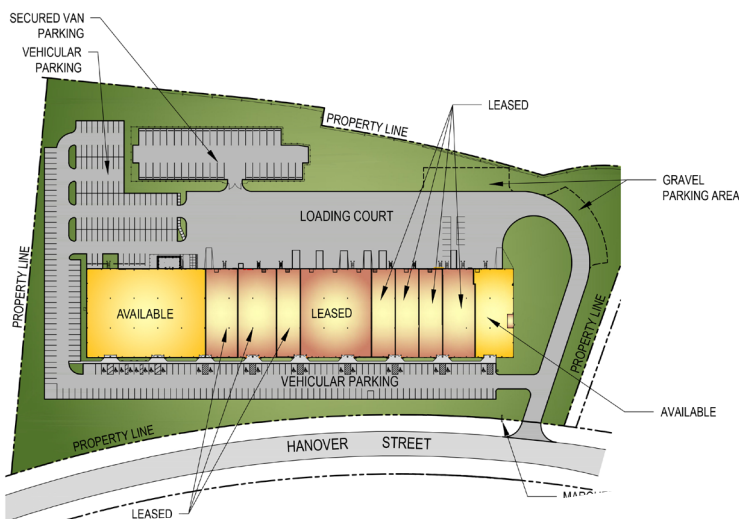 SECURED VAN
PARKING
VEHICULAR
PARKING
LEASED
PROPERTY LINE
GRAVEL
PARKING AREA
LOADING COURT
PROPERTY LINE
AVAILABLE
LEASED
PROPERTY LINE
VEHICULAR PARKING
AVAILABLE
PROPERTY LINE
HANOVER STREET
LEASED